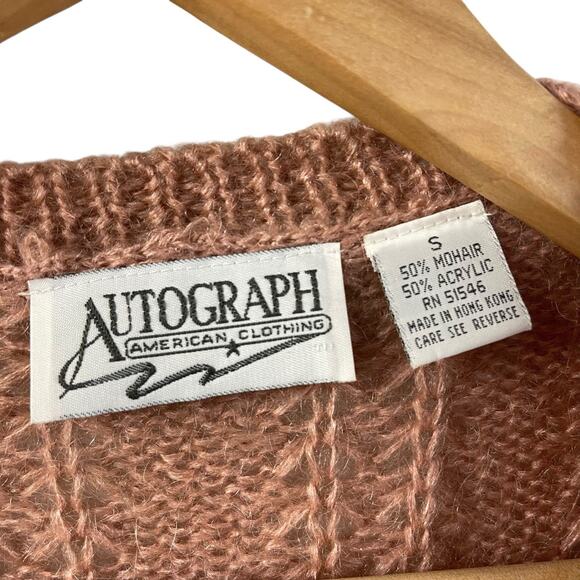 AUTOGRAPH
AMERICAN CLOTHING
S
50% MOHAIR
50% ACRYLIC
RN 51546
MADE IN HONG KONG
CARE SEE REVERSE